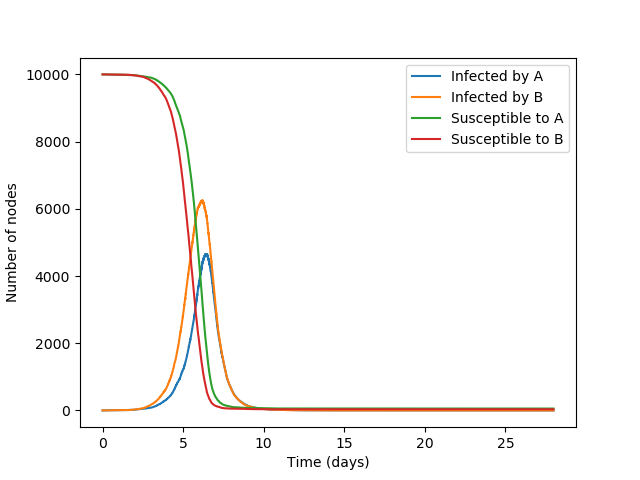 10000
8000
6000
4000
2000
0
Number of nodes
0 5 10 15 20 25
Time (days)
Infected by A
Infected by B
Susceptible to A
Susceptible to B